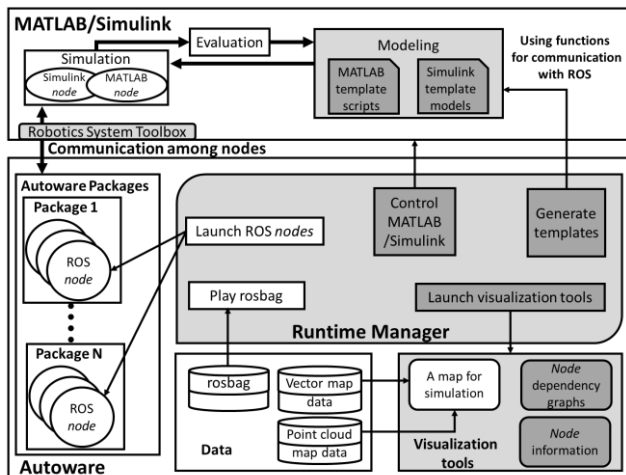 MATLAB/Simulink
Simulation
Simulink
node
MATLAB
node
Evaluation
Modeling
MATLAB
template
scripts
Simulink
template
models
Using functions
for communication
with ROS
Robotics System Toolbox
Communication among nodes
Autoware Packages
Package 1
ROS
node
Package N
ROS
node
Autoware
Launch ROS nodes
Control
MATLAB
/Simulink
Generate
templates
Play rosbag
Launch visualization tools
Runtime Manager
rosbag
Vector map
data
Point cloud
map data
Data
A map for
simulation
Node
dependency
graphs
Node
information
Visualization
tools